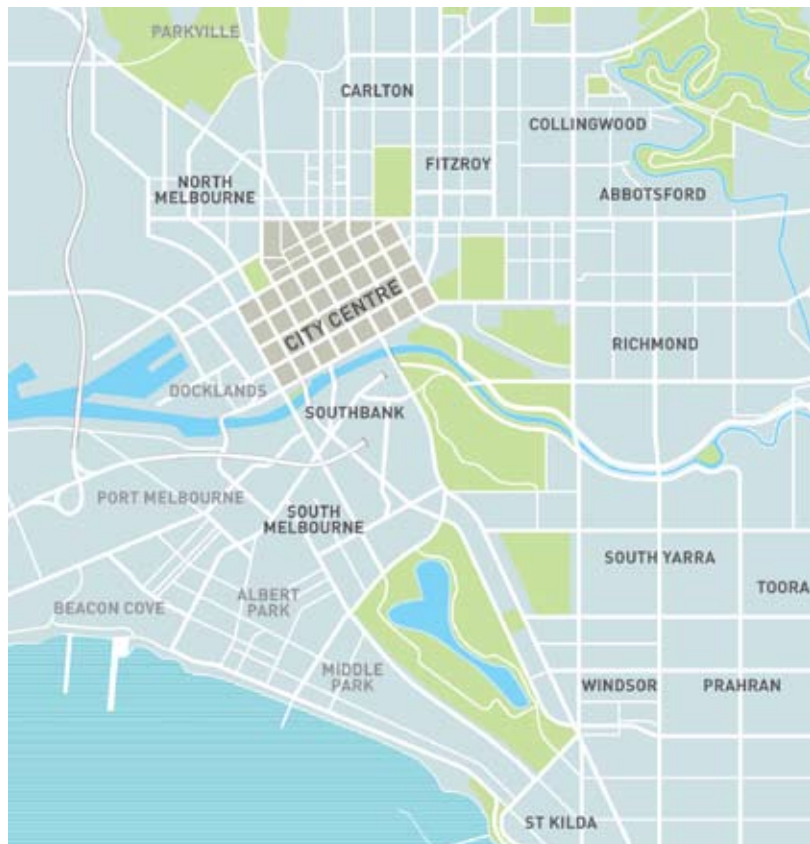 PARKVILLE
CARLTON
COLLINGWOOD
FITZROY
NORTH
MELBOURNE
ABBOTSFORD
CITY CENTRE
RICHMOND
DOCKLANDS
SOUTHBANK
PORT MELBOURNE
SOUTH
MELBOURNE
SOUTH YARRA
TOORA
ALBERT
PARK
BEACON COVE
MIDDLE
PARK
WINDSOR
PRAHRAN
ST KILDA